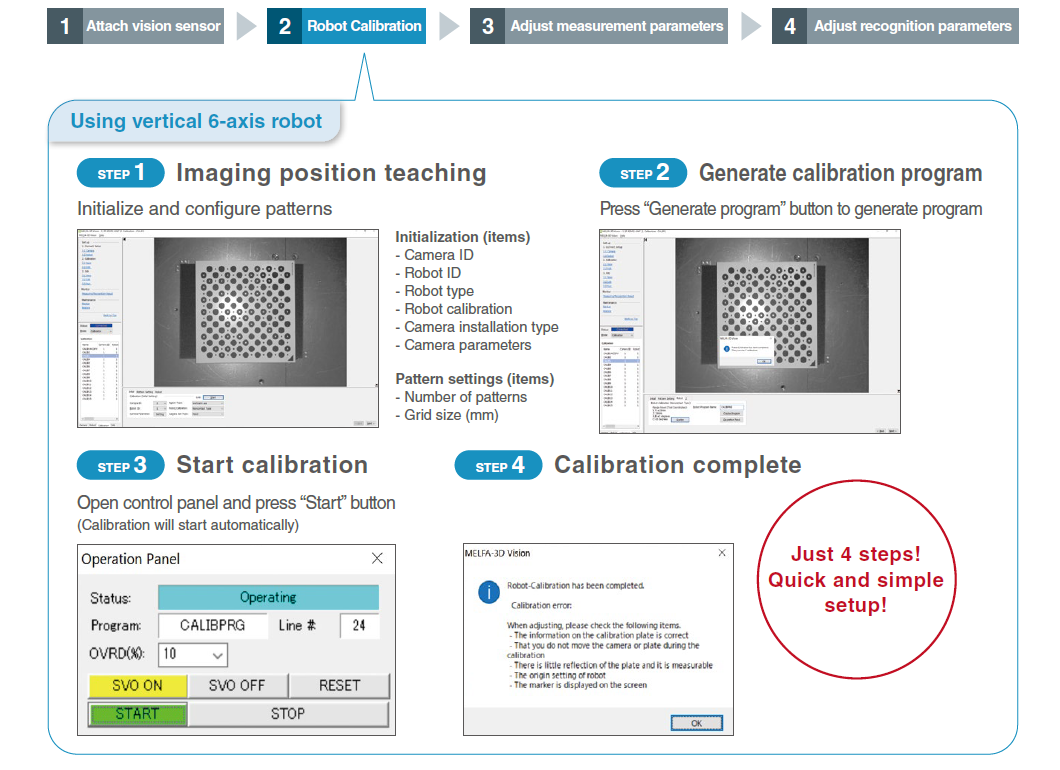 1 Attach vision sensor
2 Robot Calibration
3 Adjust measurement parameters
4 Adjust recognition parameters
Using vertical 6-axis robot
STEP 1 Imaging position teaching
Initialize and configure patterns
Initialization (items)
- Camera ID
- Robot ID
- Robot type
- Robot calibration
- Camera installation type
- Camera parameters
Pattern settings (items)
- Number of patterns
- Grid size (mm)
STEP 2 Generate calibration program
Press “Generate program” button to generate program
STEP 3 Start calibration
Open control panel and press “Start” button
(Calibration will start automatically)
Operation Panel
Status: Operating
Program: CALIBPRG Line # 24
OVRD(%): 10
SVO ON SVO OFF RESET
START STOP
STEP 4 Calibration complete
MELFA-3D Vision
Robot-Calibration has been completed.
Calibration error:
When adjusting, please check the following items.
- The information on the calibration plate is correct
- That you do not move the camera or plate during the
calibration
- There is little reflection of the plate and it is measurable
- The origin setting of robot
- The marker is displayed on the screen
OK
Just 4 steps!
Quick and simple
setup!